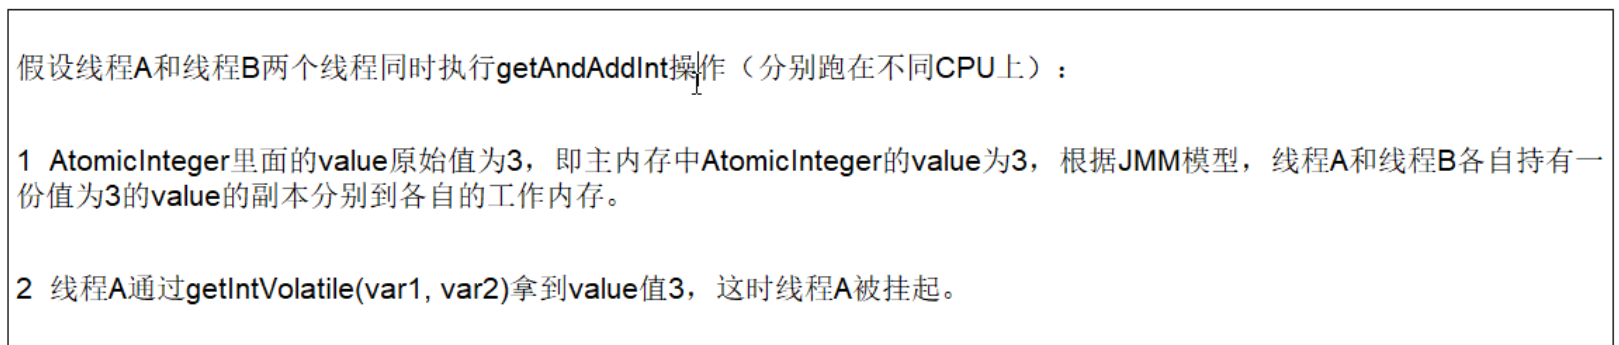 假设线程A和线程B两个线程同时执行getAndAddInt操作（分别跑在不同CPU上）：
1 AtomicInteger里面的value原始值为3，即主内存中AtomicInteger的value为3，根据JMM模型，线程A和线程B各自持有一
份值为3的value的副本分别到各自的工作内存。
2 线程A通过getIntVolatile(var1, var2)拿到value值3，这时线程A被挂起。